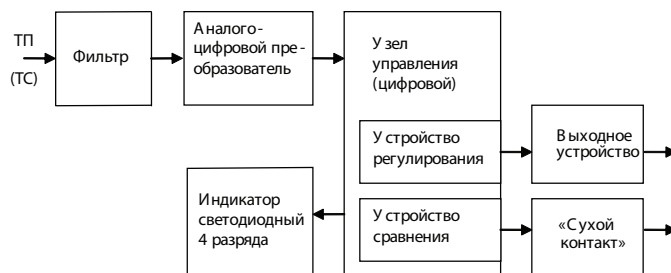 ТП
(ТС)
Фильтр
Аналого-
цифровой пре-
образователь
Узел
управления
(цифровой)
Устройство
регулирования
Выходное
устройство
Индикатор
светодиодный
4 разряда
Устройство
сравнения
«Сухой
контакт»